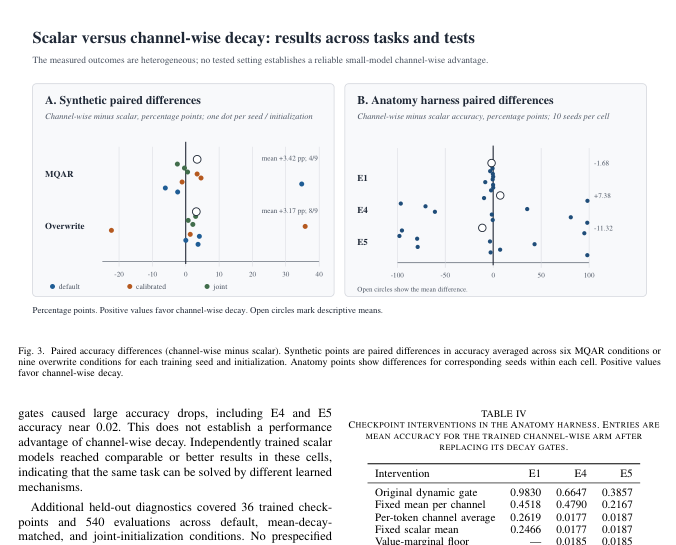 Scalar versus channel-wise decay: results across tasks and tests
The measured outcomes are heterogeneous; no tested setting establishes a reliable small-model channel-wise advantage.
A. Synthetic paired differences
Channel-wise minus scalar, percentage points; one dot per seed / initialization
mean +3.42 pp; 4/9
MQAR
mean +3.17 pp; 8/9
Overwrite
-20 0 20 40
default calibrated joint
B. Anatomy harness paired differences
Channel-wise minus scalar accuracy, percentage points; 10 seeds per cell
-1.68
E1
+7.38
E4
-11.32
E5
-100 -50 0 50 100
Open circles show the mean difference.
Percentage points. Positive values favor channel-wise decay. Open circles mark descriptive means.
Fig. 3. Paired accuracy differences (channel-wise minus scalar). Synthetic points are paired differences in accuracy averaged across six MQAR conditions or
nine overwrite conditions for each training seed and initialization. Anatomy points show differences for corresponding seeds within each cell. Positive values
favor channel-wise decay.
gates caused large accuracy drops, including E4 and E5
accuracy near 0.02. This does not establish a performance
advantage of channel-wise decay. Independently trained scalar
models reached comparable or better results in these cells,
indicating that the same task can be solved by different learned
mechanisms.
Additional held-out diagnostics covered 36 trained check-
points and 540 evaluations across default, mean-decay-
matched, and joint-initialization conditions. No prespecified
TABLE IV
CHECKPOINT INTERVENTIONS IN THE ANATOMY HARNESS. ENTRIES ARE
MEAN ACCURACY FOR THE TRAINED CHANNEL-WISE ARM AFTER
REPLACING ITS DECAY GATES.
Intervention E1 E4 E5
Original dynamic gate 0.9830 0.6647 0.3857
Fixed mean per channel 0.4518 0.4790 0.2167
Per-token channel average 0.2619 0.0177 0.0187
Fixed scalar mean 0.2466 0.0177 0.0187
Value-marginal floor — 0.0185 0.0185